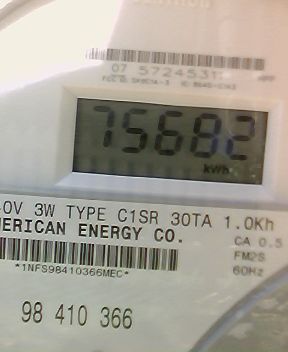 07 5724531
75682
kWh
0V 3W TYPE C1SR 30TA 1.0Kh
ERICAN ENERGY CO.
CA 0.5
FM2S
*1NFS98410366MEC*
60Hz
98 410 366